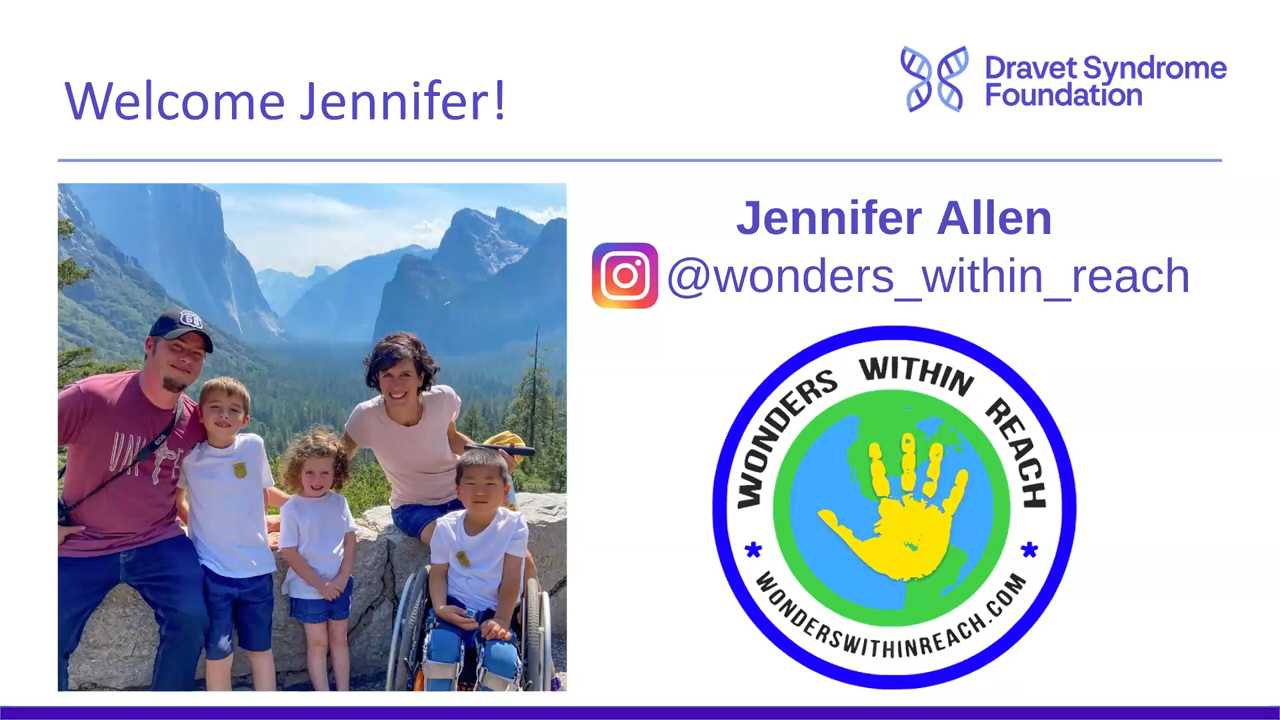 Welcome Jennifer!
Dravet Syndrome
Foundation
Jennifer Allen
@wonders_within_reach
WONDERS WITHIN REACH
* WONDERSWITHINREACH.COM *